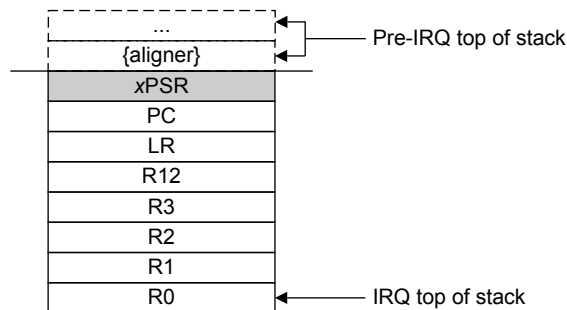 ...
Pre-IRQ top of stack
{aligner}
xPSR
PC
LR
R12
R3
R2
R1
R0
IRQ top of stack